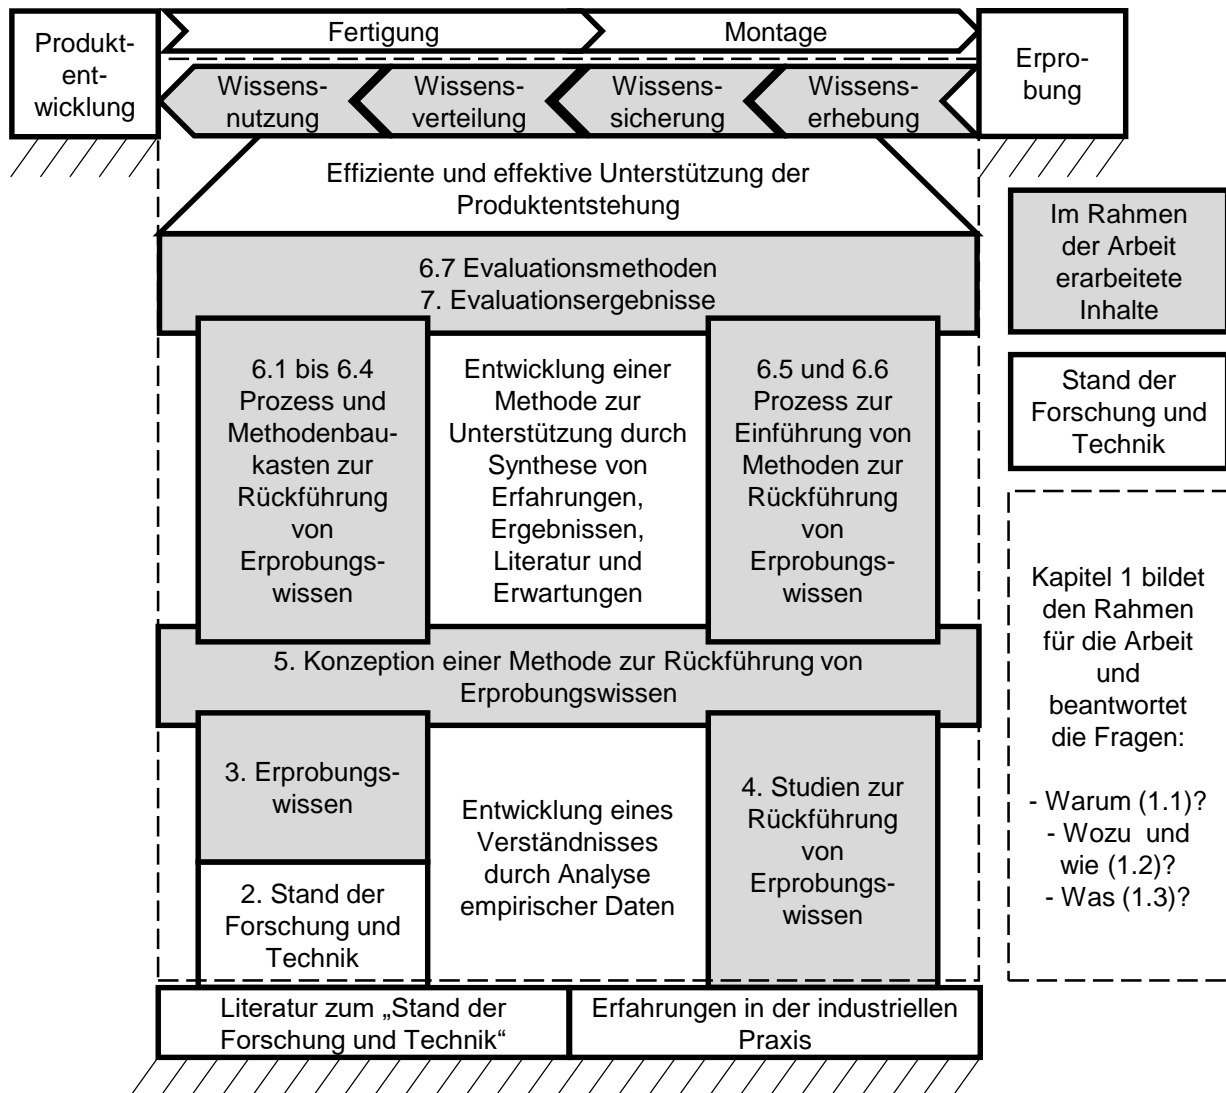 Produkt-
ent-
wicklung
Fertigung
Montage
Erpro-
bung
Wissens-
nutzung
Wissens-
verteilung
Wissens-
sicherung
Wissens-
erhebung
Effiziente und effektive Unterstützung der
Produktentstehung
6.7 Evaluationsmethoden
7. Evaluationsergebnisse
6.1 bis 6.4
Prozess und
Methodenbau-
kasten zur
Rückführung
von
Erprobungs-
wissen
Entwicklung einer
Methode zur
Unterstützung durch
Synthese von
Erfahrungen,
Ergebnissen,
Literatur und
Erwartungen
6.5 und 6.6
Prozess zur
Einführung von
Methoden zur
Rückführung
von
Erprobungs-
wissen
5. Konzeption einer Methode zur Rückführung von
Erprobungswissen
3. Erprobungs-
wissen
2. Stand der
Forschung und
Technik
Entwicklung eines
Verständnisses
durch Analyse
empirischer Daten
4. Studien zur
Rückführung
von
Erprobungs-
wissen
Literatur zum „Stand der
Forschung und Technik“
Erfahrungen in der industriellen
Praxis
Im Rahmen
der Arbeit
erarbeitete
Inhalte
Stand der
Forschung und
Technik
Kapitel 1 bildet
den Rahmen
für die Arbeit
und
beantwortet
die Fragen:
- Warum (1.1)?
- Wozu und
wie (1.2)?
- Was (1.3)?